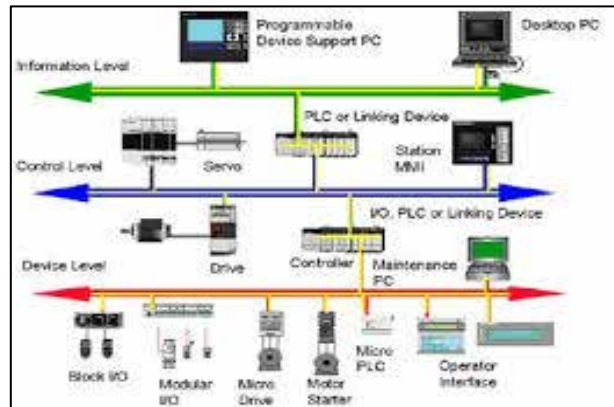 Programmable
Device Support PC
Desktop PC
Information Level
PLC or Linking Device
Servo
Station
MMI
Control Level
I/O, PLC or Linking Device
Drive
Controller
Maintenance
PC
Device Level
Block I/O
Modular
I/O
Micro
Drive
Motor
Starter
Micro
PLC
Operator
Interface